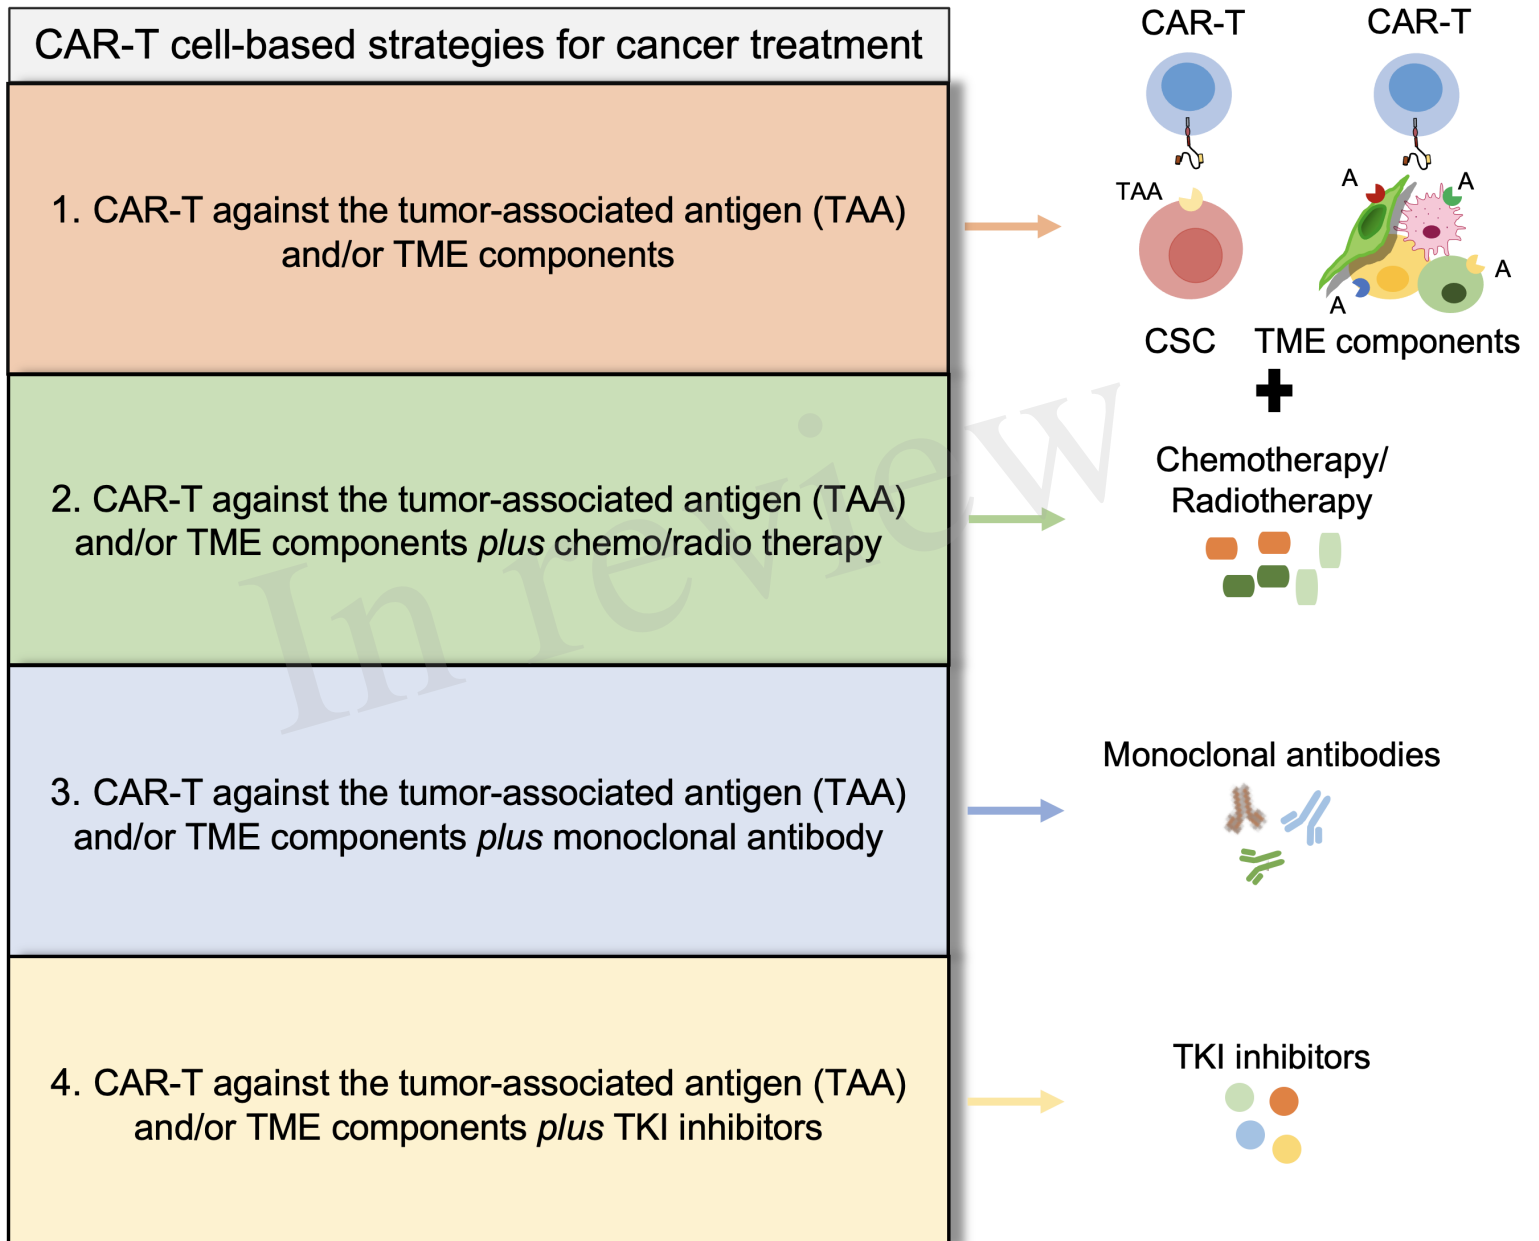 CAR-T cell-based strategies for cancer treatment
1. CAR-T against the tumor-associated antigen (TAA)
and/or TME components
CAR-T
CAR-T
TAA
A
A
A
A
CSC
TME components
2. CAR-T against the tumor-associated antigen (TAA)
and/or TME components plus chemo/radio therapy
Chemotherapy/
Radiotherapy
3. CAR-T against the tumor-associated antigen (TAA)
and/or TME components plus monoclonal antibody
Monoclonal antibodies
4. CAR-T against the tumor-associated antigen (TAA)
and/or TME components plus TKI inhibitors
TKI inhibitors
In review